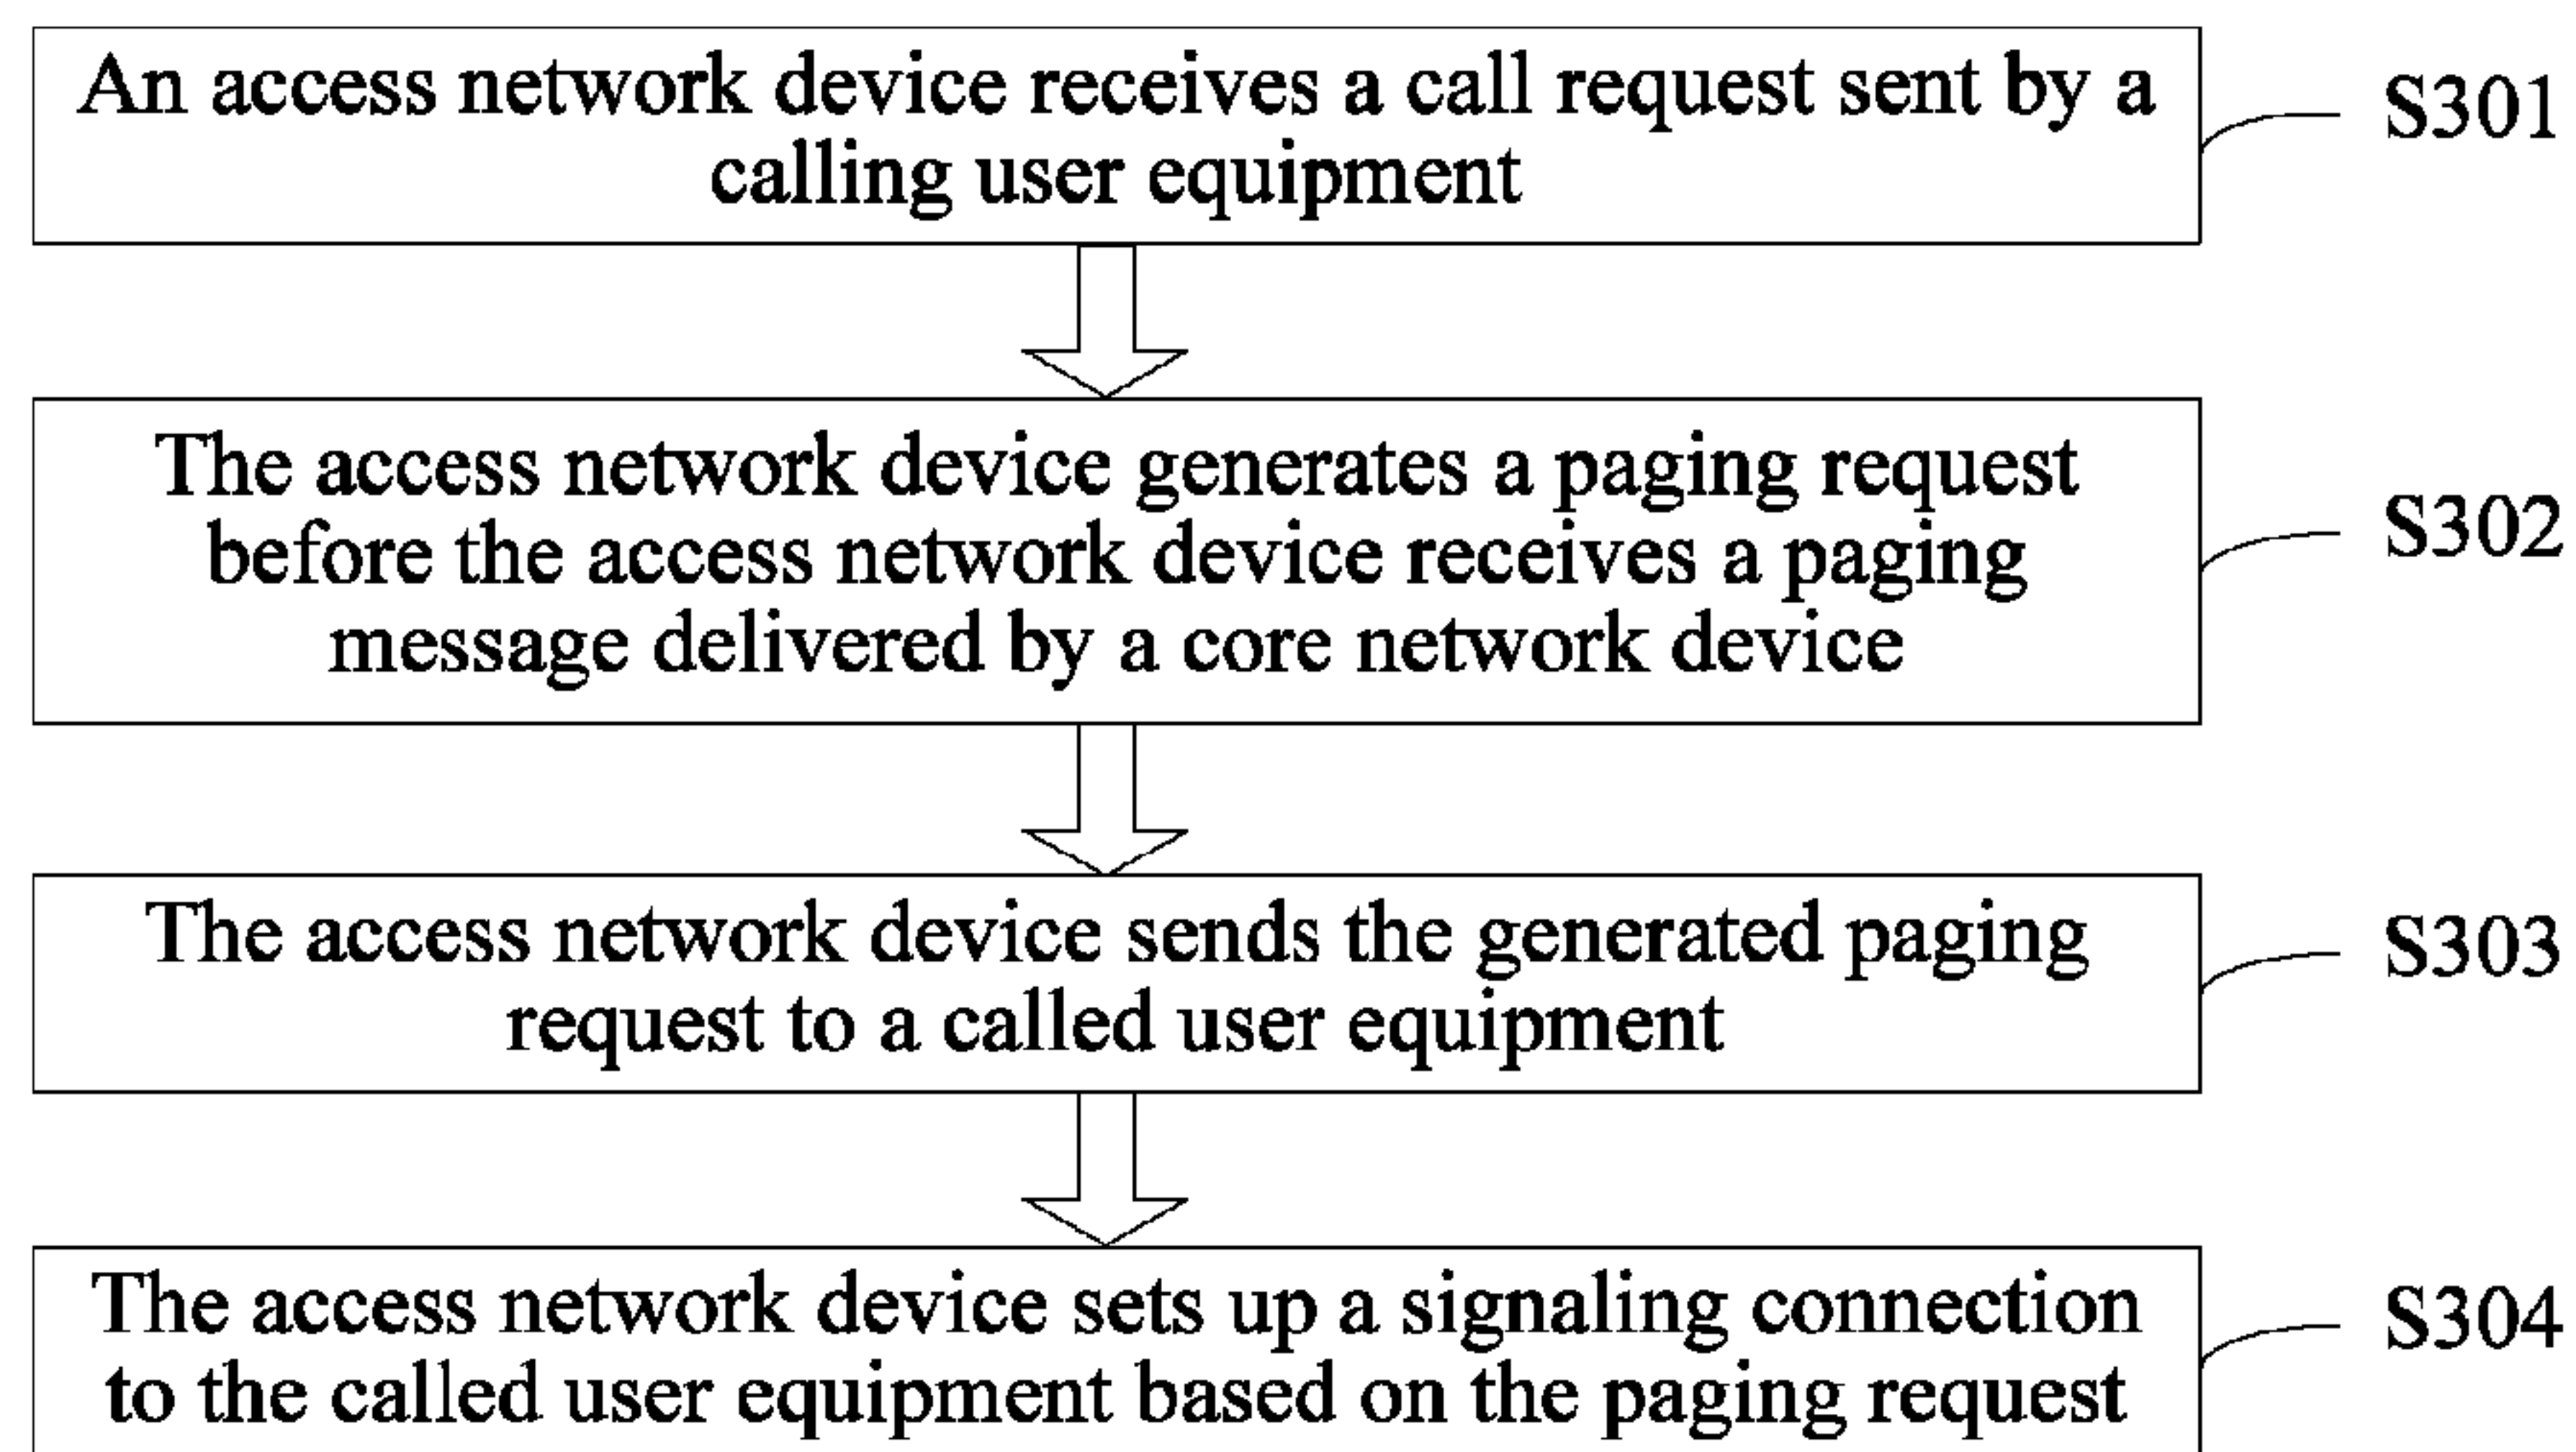 An access network device receives a call request sent by a
calling user equipment
S301
The access network device generates a paging request
before the access network device receives a paging
message delivered by a core network device
S302
The access network device sends the generated paging
request to a called user equipment
S303
The access network device sets up a signaling connection
to the called user equipment based on the paging request
S304